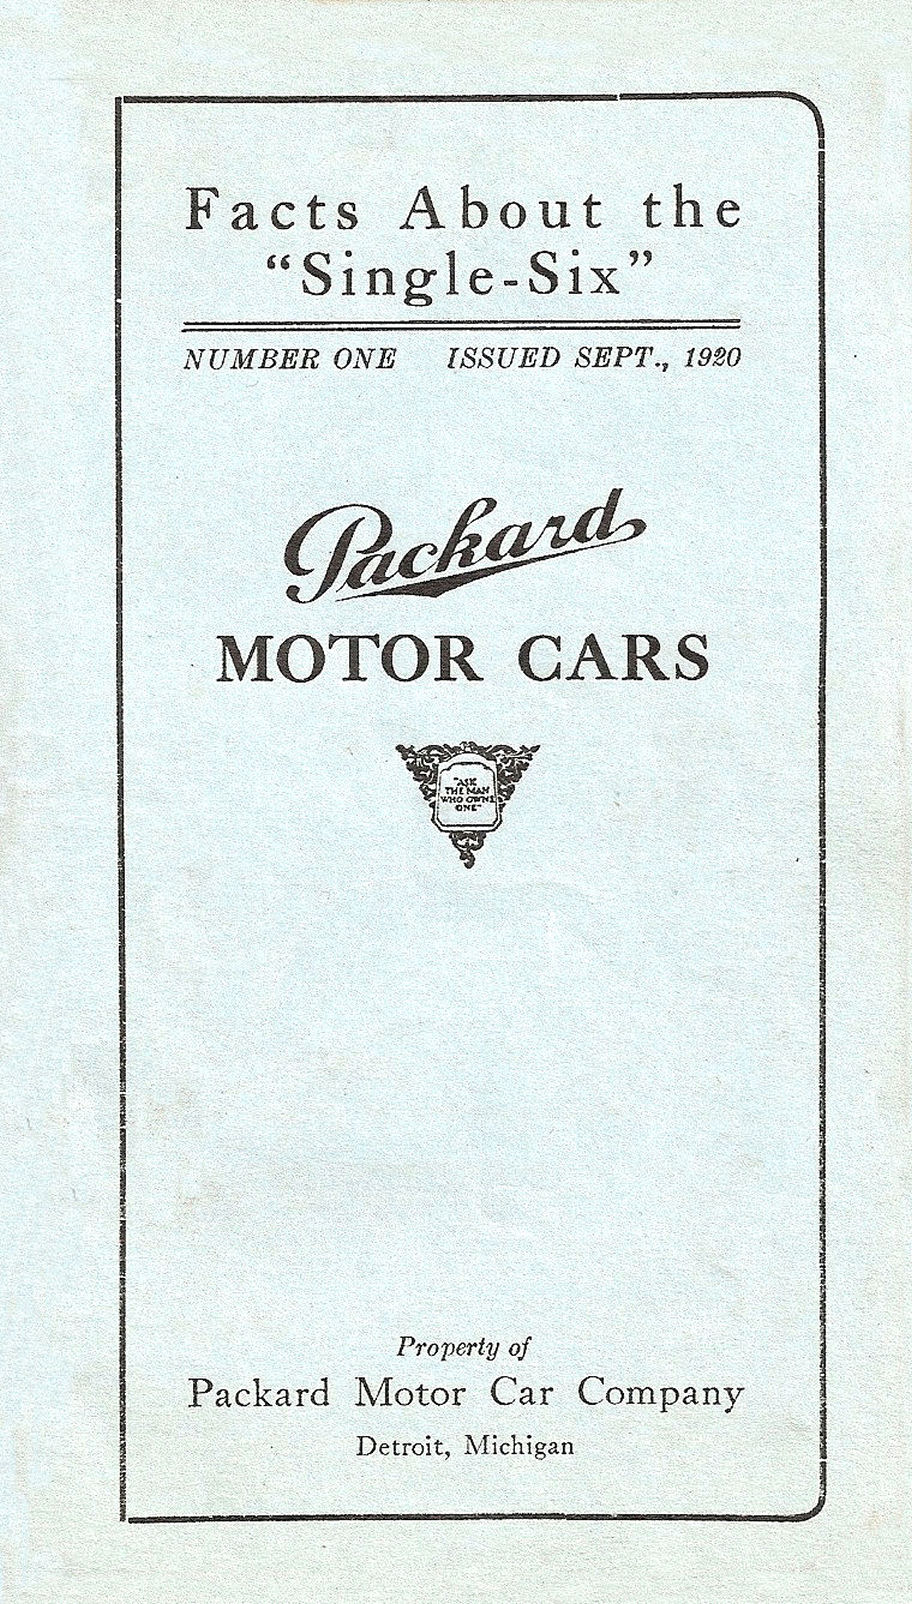 Facts About the
“Single-Six”
NUMBER ONE ISSUED SEPT., 1920
Packard
MOTOR CARS
“ASK
THE MAN
WHO OWNS
ONE”
Property of
Packard Motor Car Company
Detroit, Michigan